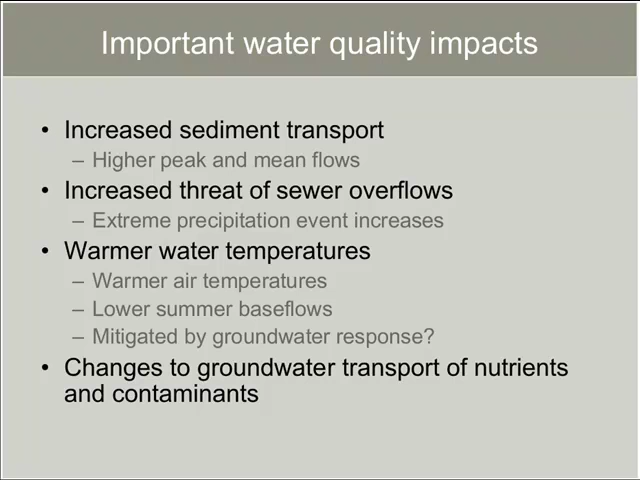 Important water quality impacts
• Increased sediment transport
– Higher peak and mean flows
• Increased threat of sewer overflows
– Extreme precipitation event increases
• Warmer water temperatures
– Warmer air temperatures
– Lower summer baseflows
– Mitigated by groundwater response?
• Changes to groundwater transport of nutrients
and contaminants